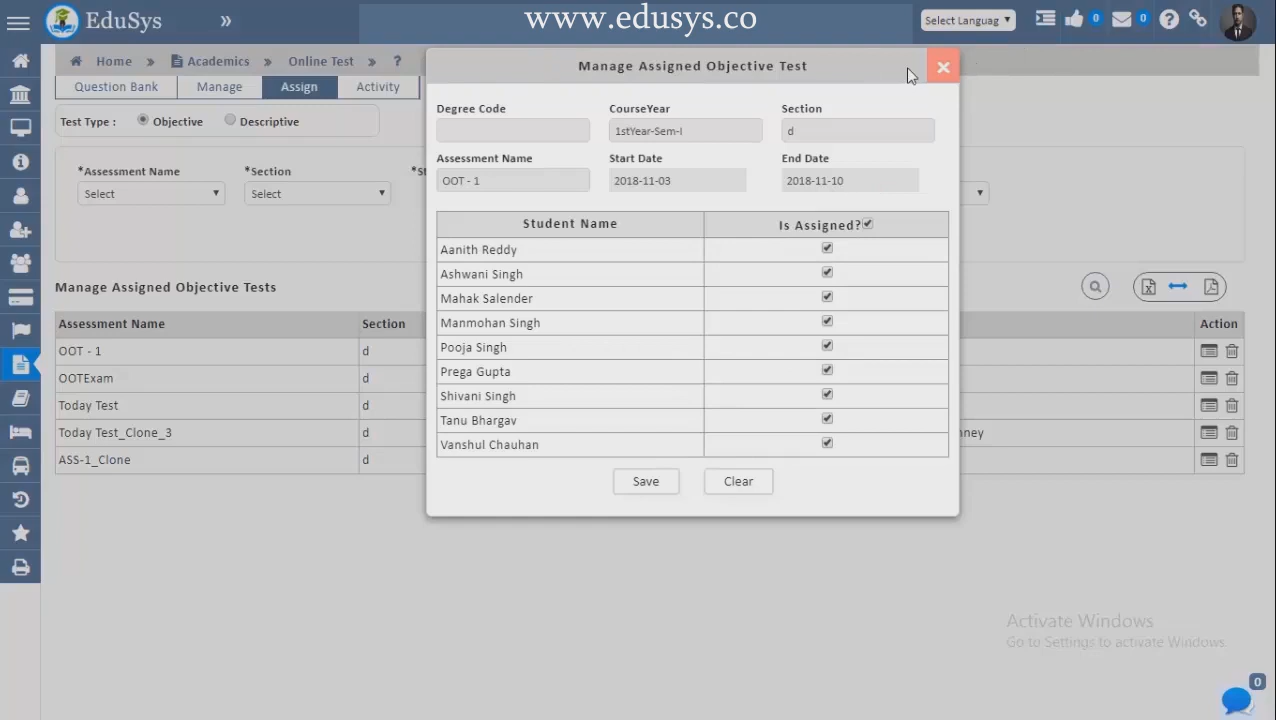 www.edusys.co
EduSys
»
Select Languag
0
0
Home » Academics » Online Test » ?
Manage Assigned Objective Test
Question Bank Manage Assign Activity
Test Type : Objective Descriptive
Degree Code CourseYear Section
1stYear-Sem-I d
Assessment Name Start Date End Date
OOT - 1 2018-11-03 2018-11-10
*Assessment Name *Section
Select Select
Student Name Is Assigned?
Aanith Reddy
Ashwani Singh
Mahak Salender
Manmohan Singh
Pooja Singh
Prega Gupta
Shivani Singh
Tanu Bhargav
Vanshul Chauhan
Save Clear
Manage Assigned Objective Tests
Assessment Name Section Action
OOT - 1 d
OOTExam d
Today Test d
Today Test_Clone_3 d
ASS-1_Clone d
Activate Windows
Go to Settings to activate Windows.
0